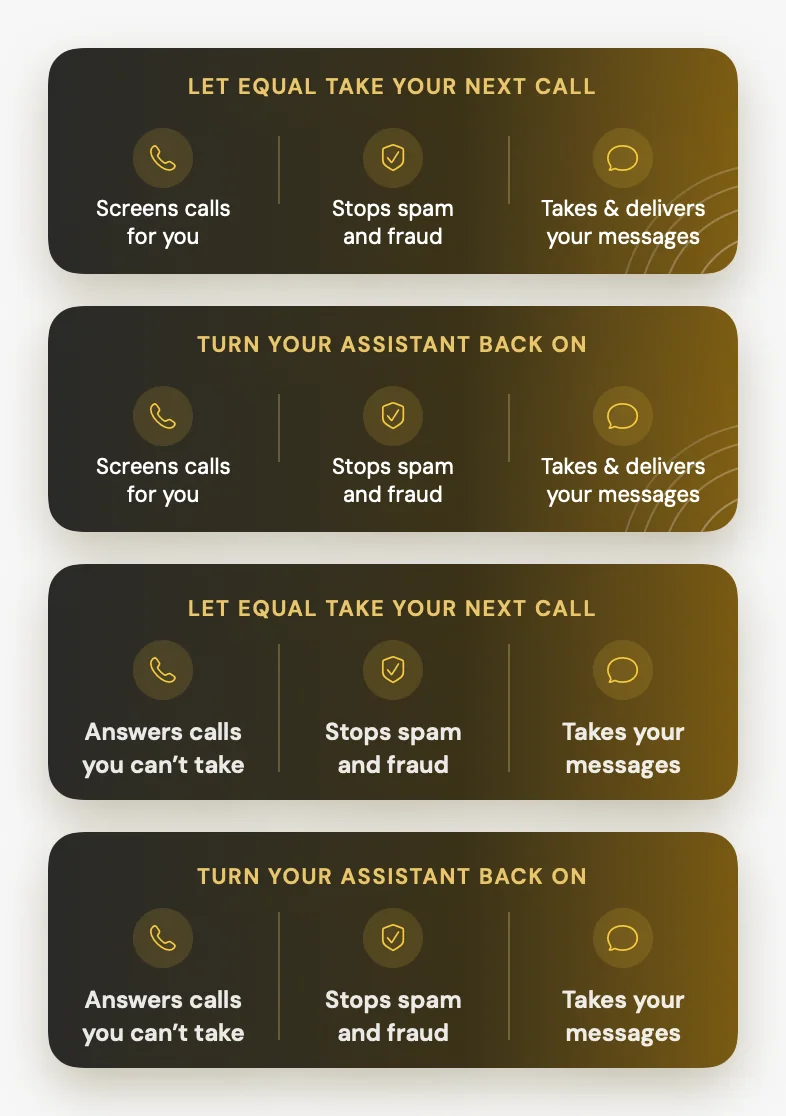 LET EQUAL TAKE YOUR NEXT CALL
Screens calls
for you
Stops spam
and fraud
Takes & delivers
your messages
TURN YOUR ASSISTANT BACK ON
Screens calls
for you
Stops spam
and fraud
Takes & delivers
your messages
LET EQUAL TAKE YOUR NEXT CALL
Answers calls
you can’t take
Stops spam
and fraud
Takes your
messages
TURN YOUR ASSISTANT BACK ON
Answers calls
you can’t take
Stops spam
and fraud
Takes your
messages